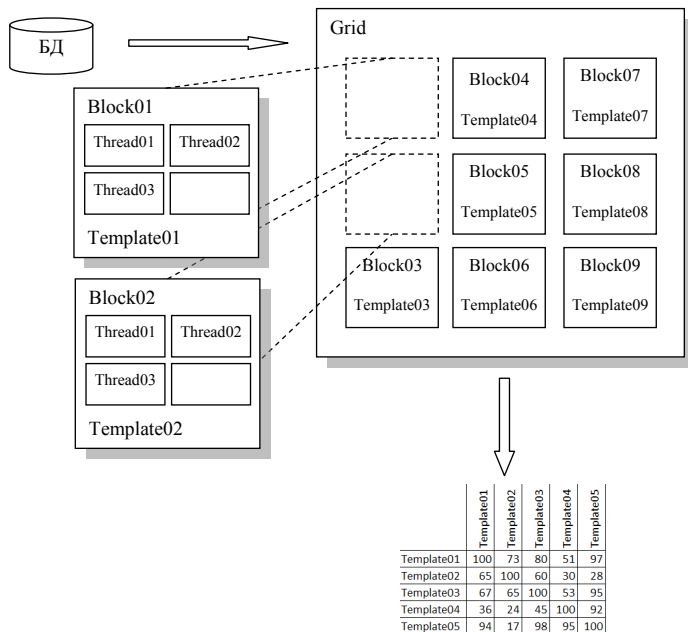 БД
Grid
Block04
Template04
Block07
Template07
Block01
Thread01 Thread02
Thread03
Template01
Block05
Template05
Block08
Template08
Block03
Template03
Block06
Template06
Block09
Template09
Block02
Thread01 Thread02
Thread03
Template02
Template01 Template02 Template03 Template04 Template05
Template01 100 73 80 51 97
Template02 65 100 60 30 28
Template03 67 65 100 53 95
Template04 36 24 45 100 92
Template05 94 17 98 95 100